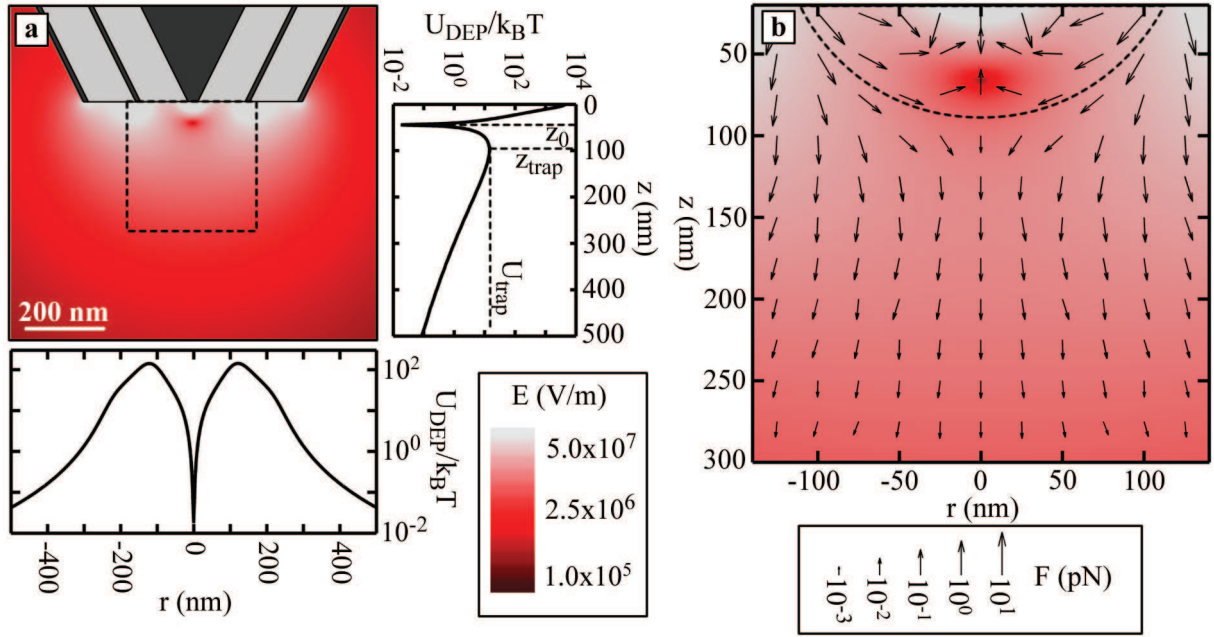 a
200 nm
U_DEP/k_BT
10^-2
10^0
10^2
10^4
0
100
200
300
400
500
z (nm)
z_0
z_trap
U_trap
10^2
10^0
10^-2
U_DEP/k_BT
-400
-200
0
200
400
r (nm)
E (V/m)
5.0x10^7
2.5x10^6
1.0x10^5
b
50
100
150
200
250
300
z (nm)
-100
-50
0
50
100
r (nm)
10^-3
10^-2
10^-1
10^0
10^1
F (pN)